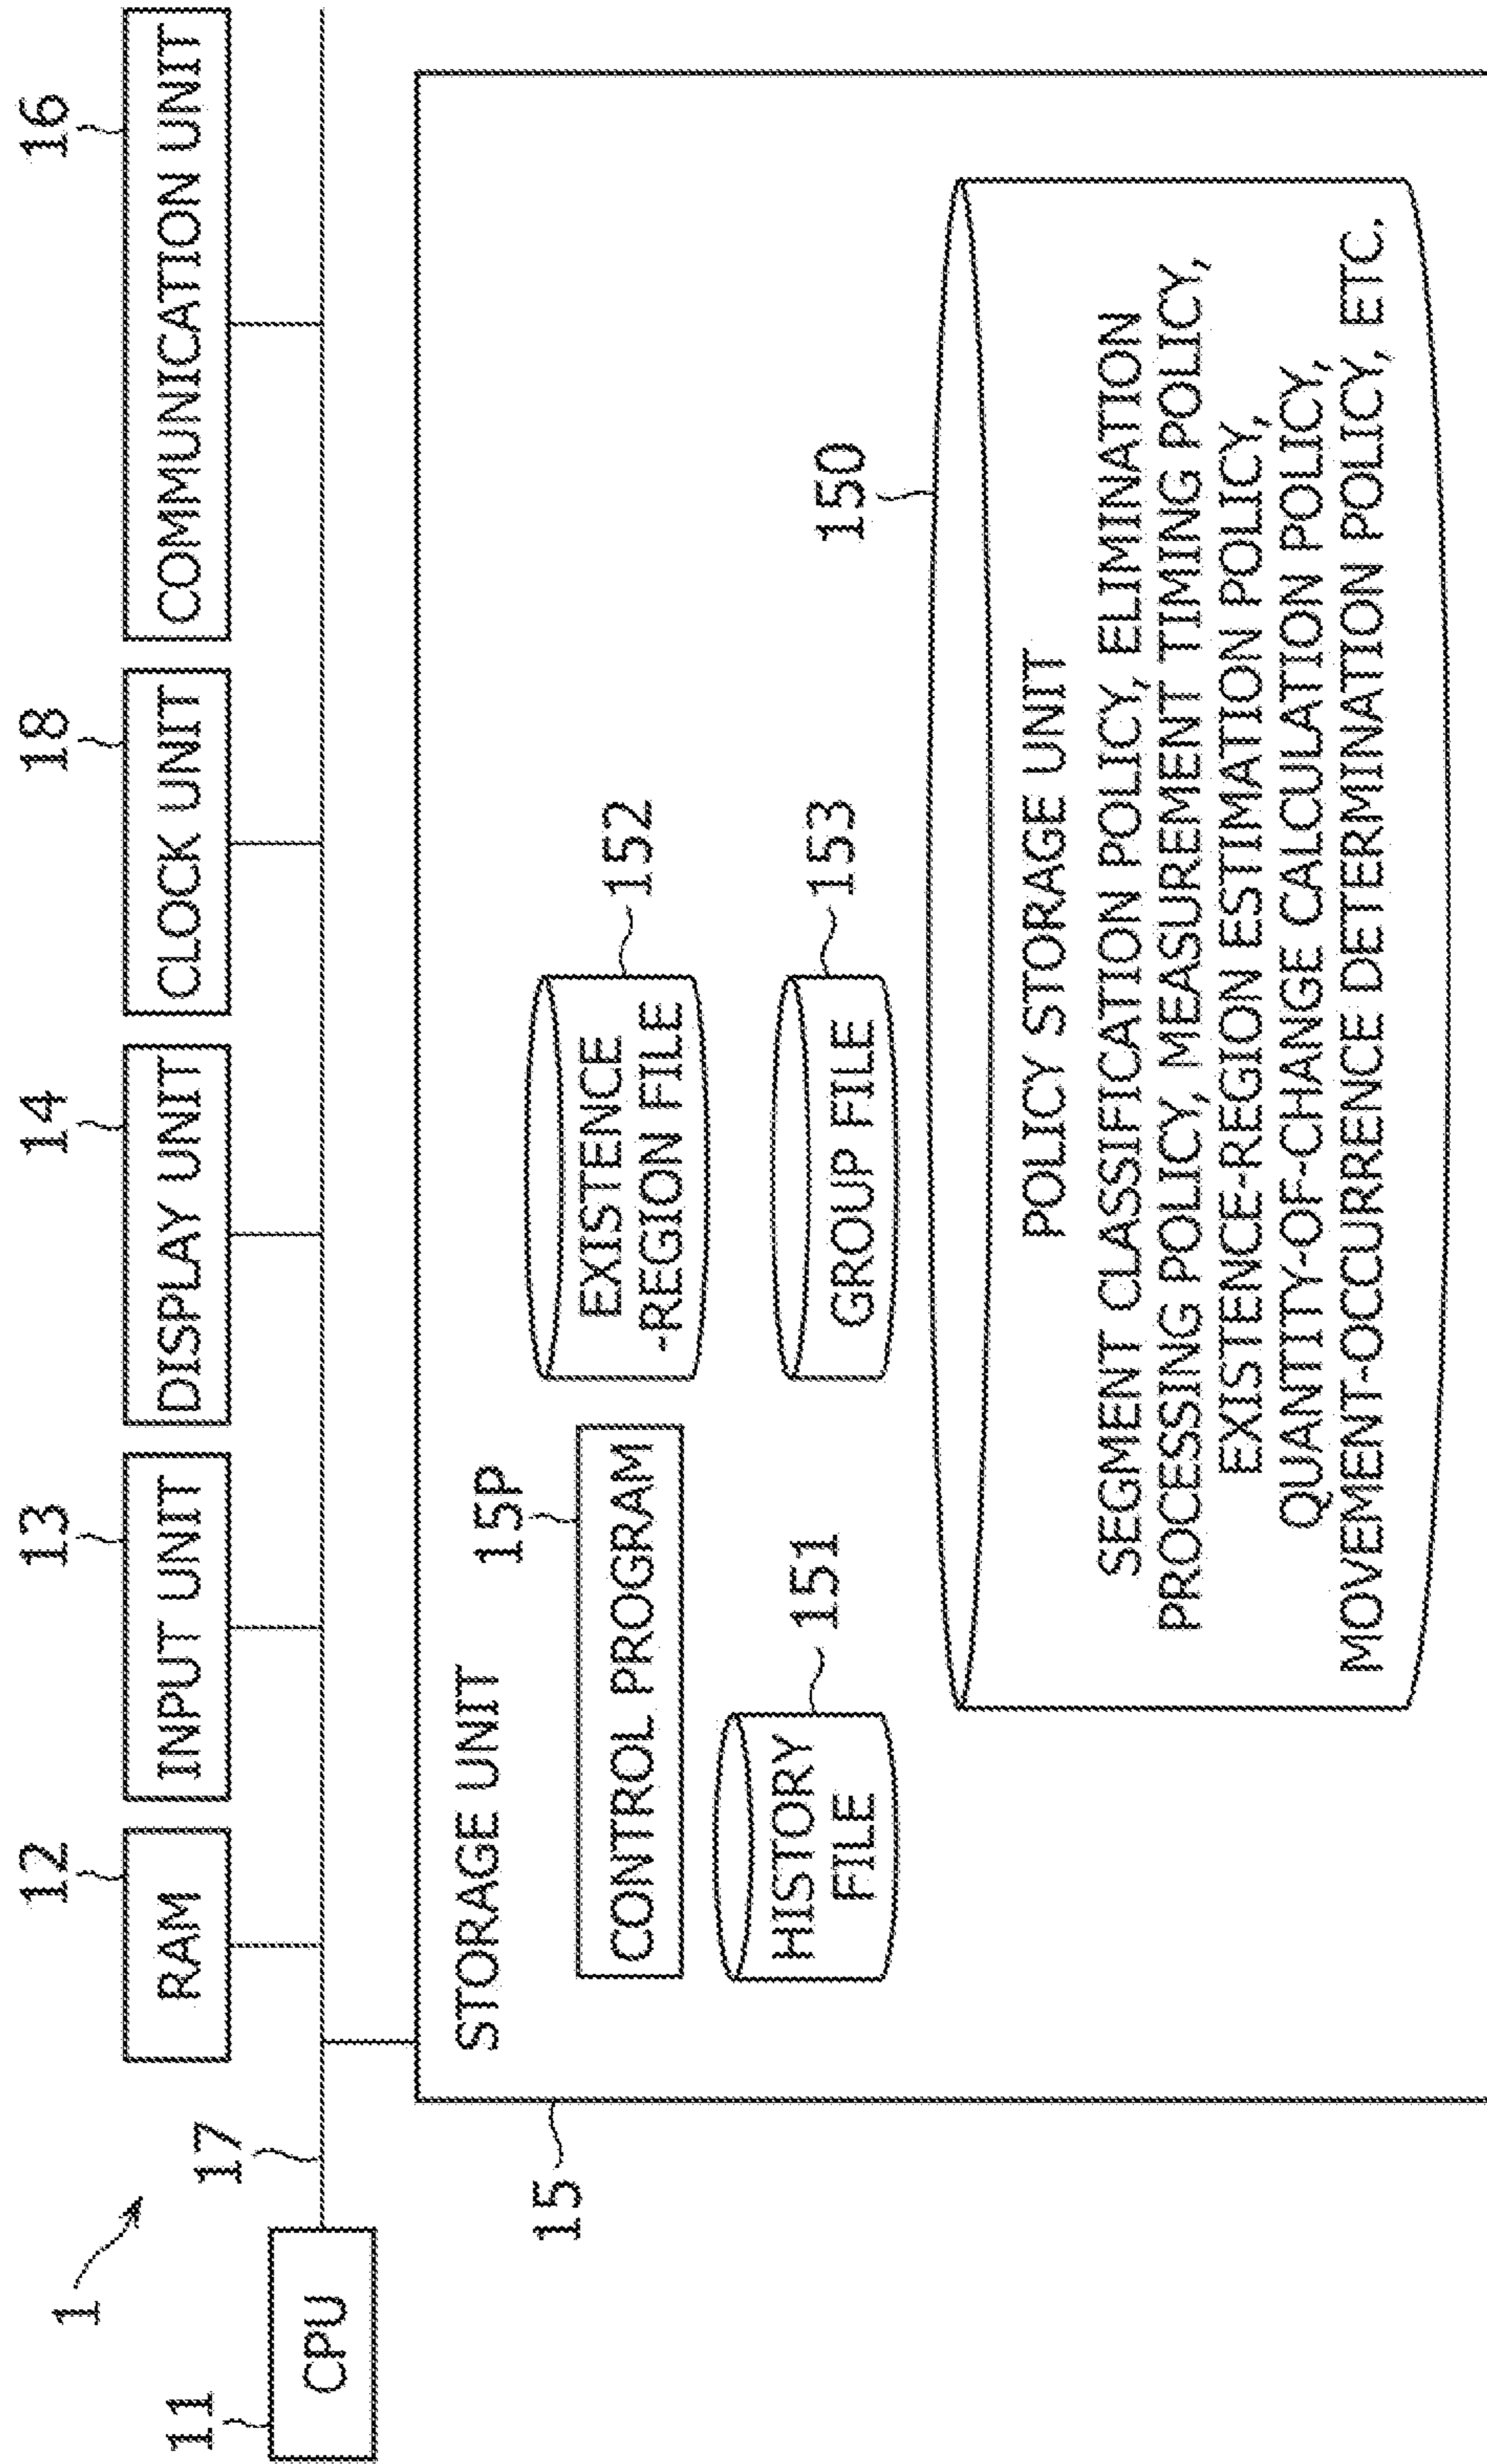 1
11
CPU
17
12
RAM
13
INPUT UNIT
14
DISPLAY UNIT
18
CLOCK UNIT
16
COMMUNICATION UNIT
15
STORAGE UNIT
15P
CONTROL PROGRAM
151
HISTORY
FILE
152
EXISTENCE
-REGION FILE
153
GROUP FILE
150
POLICY STORAGE UNIT
SEGMENT CLASSIFICATION POLICY, ELIMINATION
PROCESSING POLICY, MEASUREMENT TIMING POLICY,
EXISTENCE-REGION ESTIMATION POLICY,
QUANTITY-OF-CHANGE CALCULATION POLICY,
MOVEMENT-OCCURRENCE DETERMINATION POLICY, ETC.